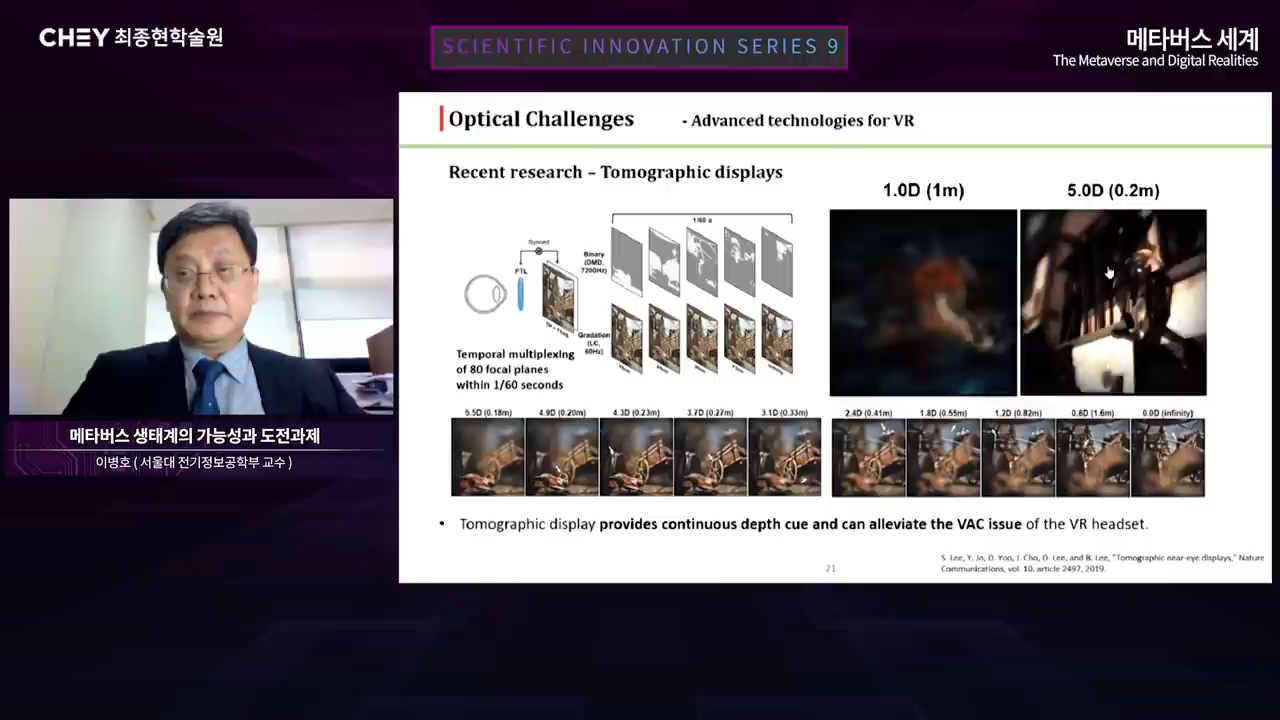 CHEY 최종현학술원
SCIENTIFIC INNOVATION SERIES 9
메타버스 세계
The Metaverse and Digital Realities
Optical Challenges - Advanced technologies for VR
Recent research – Tomographic displays
1.0D (1m) 5.0D (0.2m)
1/60 s
Synced
FTL
Binary
(DMD,
7200Hz)
Gradation
(LC,
60Hz)
Temporal multiplexing
of 80 focal planes
within 1/60 seconds
5.5D (0.18m) 4.9D (0.20m) 4.3D (0.23m) 3.7D (0.27m) 3.1D (0.33m) 2.4D (0.41m) 1.8D (0.55m) 1.2D (0.82m) 0.6D (1.6m) 0.0D (infinity)
• Tomographic display provides continuous depth cue and can alleviate the VAC issue of the VR headset.
S. Lee, Y. Jo, D. Yoo, J. Cho, D. Lee, and B. Lee, "Tomographic near-eye displays," Nature
Communications, vol. 10, article 2497, 2019.
21
메타버스 생태계의 가능성과 도전과제
이병호 ( 서울대 전기정보공학부 교수 )